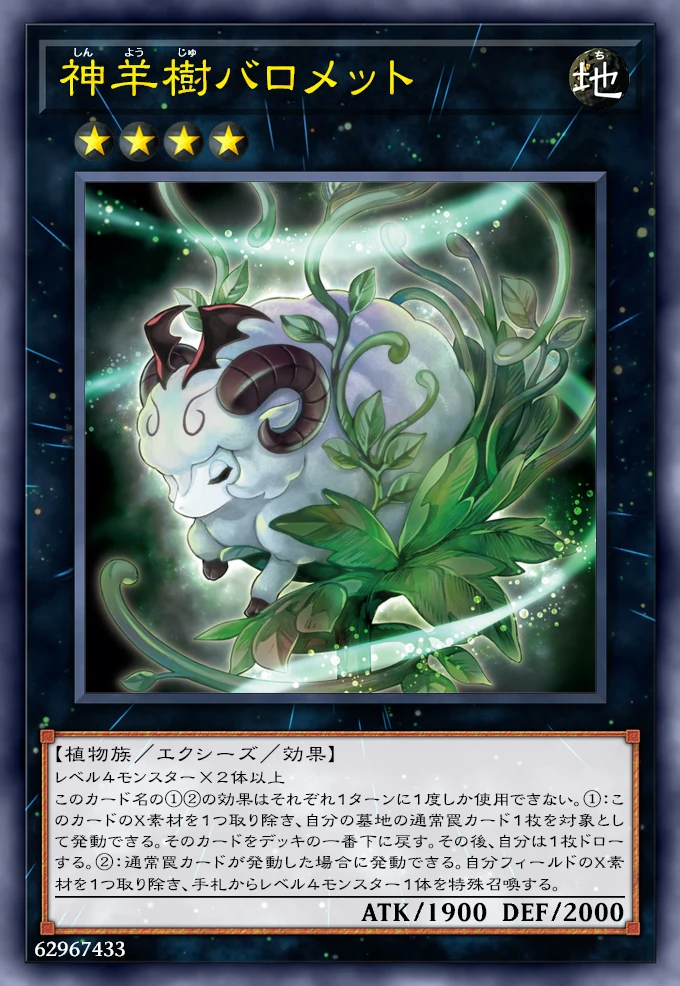 しん よう じゅ
神羊樹バロメット
ち
地
【植物族／エクシーズ／効果】
レベル４モンスター×２体以上
このカード名の①②の効果はそれぞれ１ターンに１度しか使用できない。①：こ
のカードのX素材を１つ取り除き、自分の墓地の通常罠カード１枚を対象とし
て発動できる。そのカードをデッキの一番下に戻す。その後、自分は１枚ドロー
する。②：通常罠カードが発動した場合に発動できる。自分フィールドのX素
材を１つ取り除き、手札からレベル４モンスター１体を特殊召喚する。
ATK/1900 DEF/2000
62967433